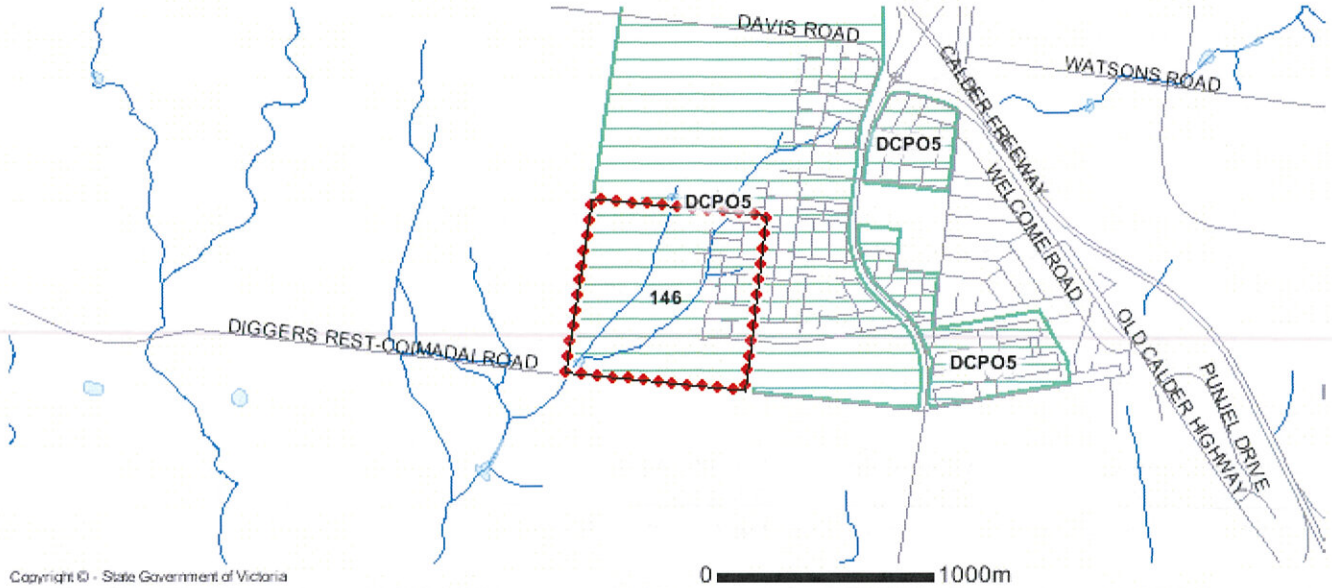 DAVIS ROAD
CALDER FREEWAY
WATSONS ROAD
DCPO5
WELCOME ROAD
DCPO5
146
DIGGERS REST-COIMADAI ROAD
OLD CALDER HIGHWAY
PUNJEL DRIVE
DCPO5
Copyright © - State Government of Victoria
0 1000m